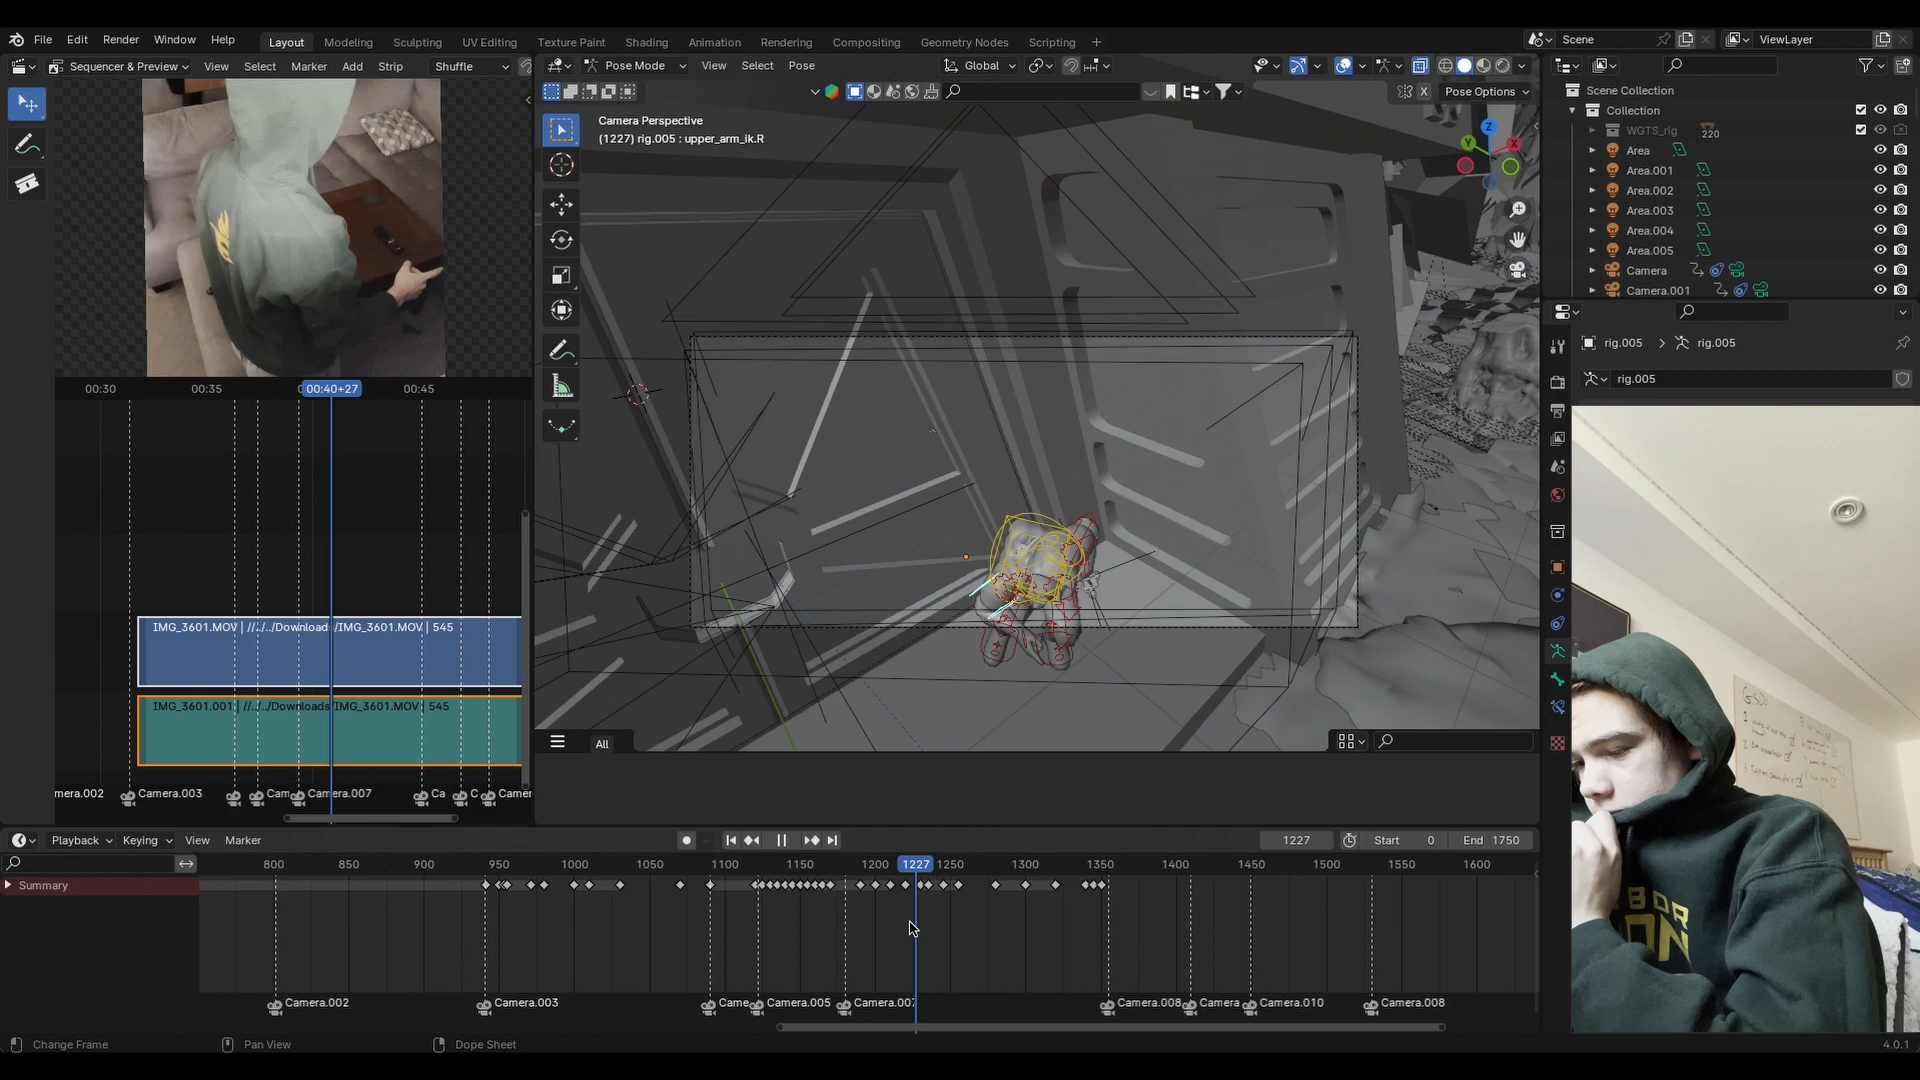 File Edit Render Window Help Layout Modeling Sculpting UV Editing Texture Paint Shading Animation Rendering Compositing Geometry Nodes Scripting + Scene ViewLayer
Sequencer & Preview View Select Marker Add Strip Shuffle
Pose Mode View Select Pose Global
X Pose Options
Camera Perspective
(1227) rig.005 : upper_arm_ik.R
Z
Y
X
Scene Collection
Collection
WGTS_rig 220
Area
Area.001
Area.002
Area.003
Area.004
Area.005
Camera
Camera.001
rig.005 > rig.005
rig.005
00:30 00:35 00:40+27 00:45
IMG_3601.MOV | //../../Download /IMG_3601.MOV | 545
IMG_3601.001 | //../../Downloads IMG_3601.MOV | 545
mera.002 Camera.003 Cam Camera.007 Ca C Camer
All
Playback Keying View Marker 1227 Start 0 End 1750
800 850 900 950 1000 1050 1100 1150 1200 1227 1250 1300 1350 1400 1450 1500 1550 1600
Summary
Camera.002 Camera.003 Came Camera.005 Camera.007 Camera.008 Camera Camera.010 Camera.008
Change Frame Pan View Dope Sheet 4.0.1
BOR
ON